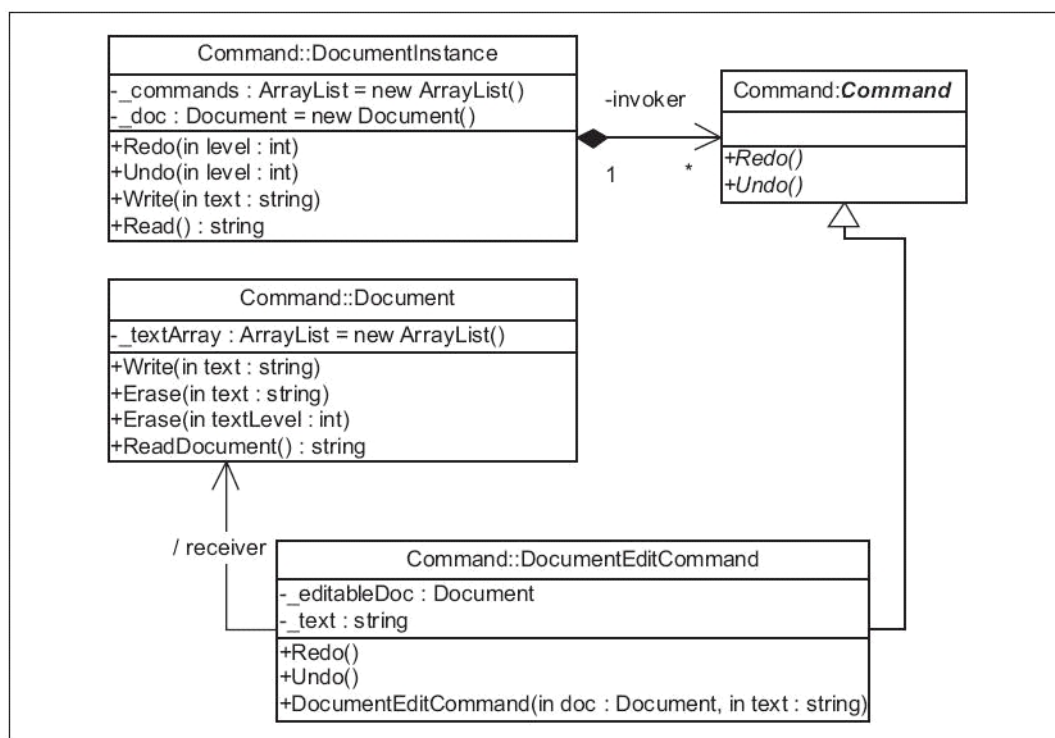 Command::DocumentInstance
-_commands : ArrayList = new ArrayList()
-_doc : Document = new Document()
+Redo(in level : int)
+Undo(in level : int)
+Write(in text : string)
+Read() : string
-invoker
1
*
Command:Command
+Redo()
+Undo()
Command::Document
-_textArray : ArrayList = new ArrayList()
+Write(in text : string)
+Erase(in text : string)
+Erase(in textLevel : int)
+ReadDocument() : string
/ receiver
Command::DocumentEditCommand
-_editableDoc : Document
-_text : string
+Redo()
+Undo()
+DocumentEditCommand(in doc : Document, in text : string)